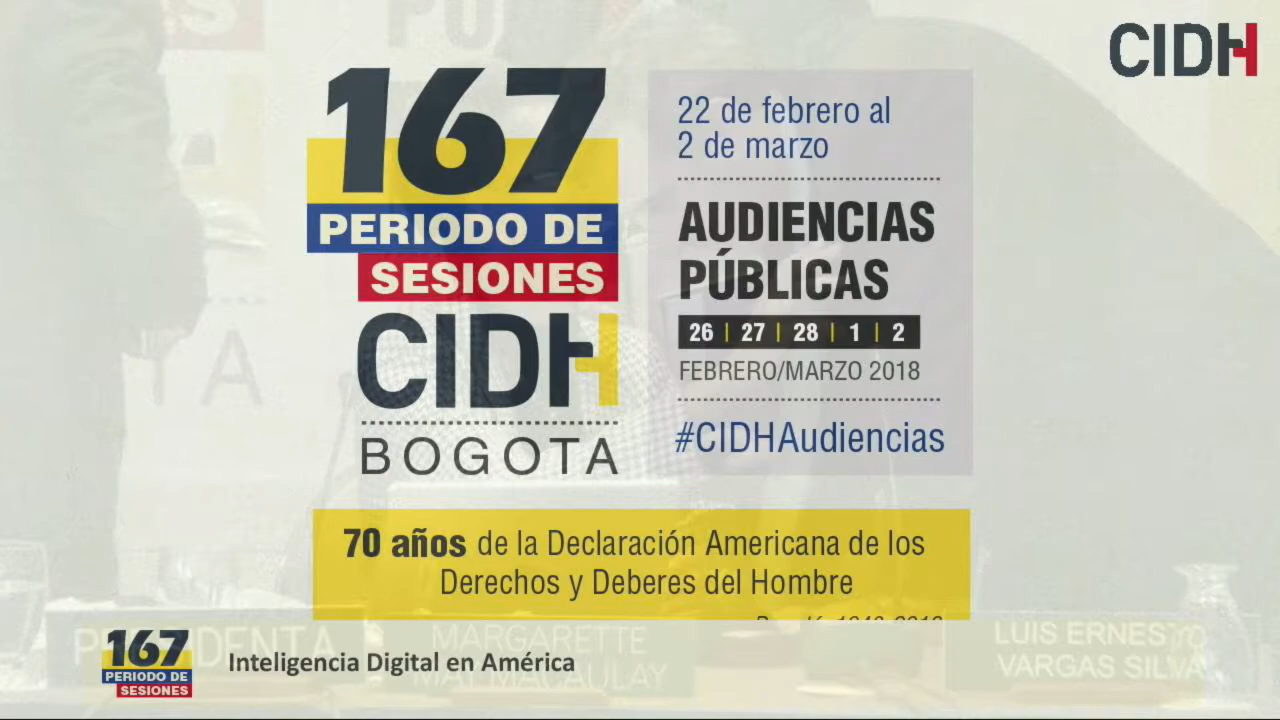 CIDH
167
PERIODO DE
SESIONES
CIDH
BOGOTA
22 de febrero al
2 de marzo
AUDIENCIAS
PÚBLICAS
26 | 27 | 28 | 1 | 2
FEBRERO/MARZO 2018
#CIDHAudiencias
70 años de la Declaración Americana de los
Derechos y Deberes del Hombre
167
PERIODO DE
SESIONES
Inteligencia Digital en América
MARGARETTE
MACAULAY
LUIS ERNESTO
VARGAS SILVA